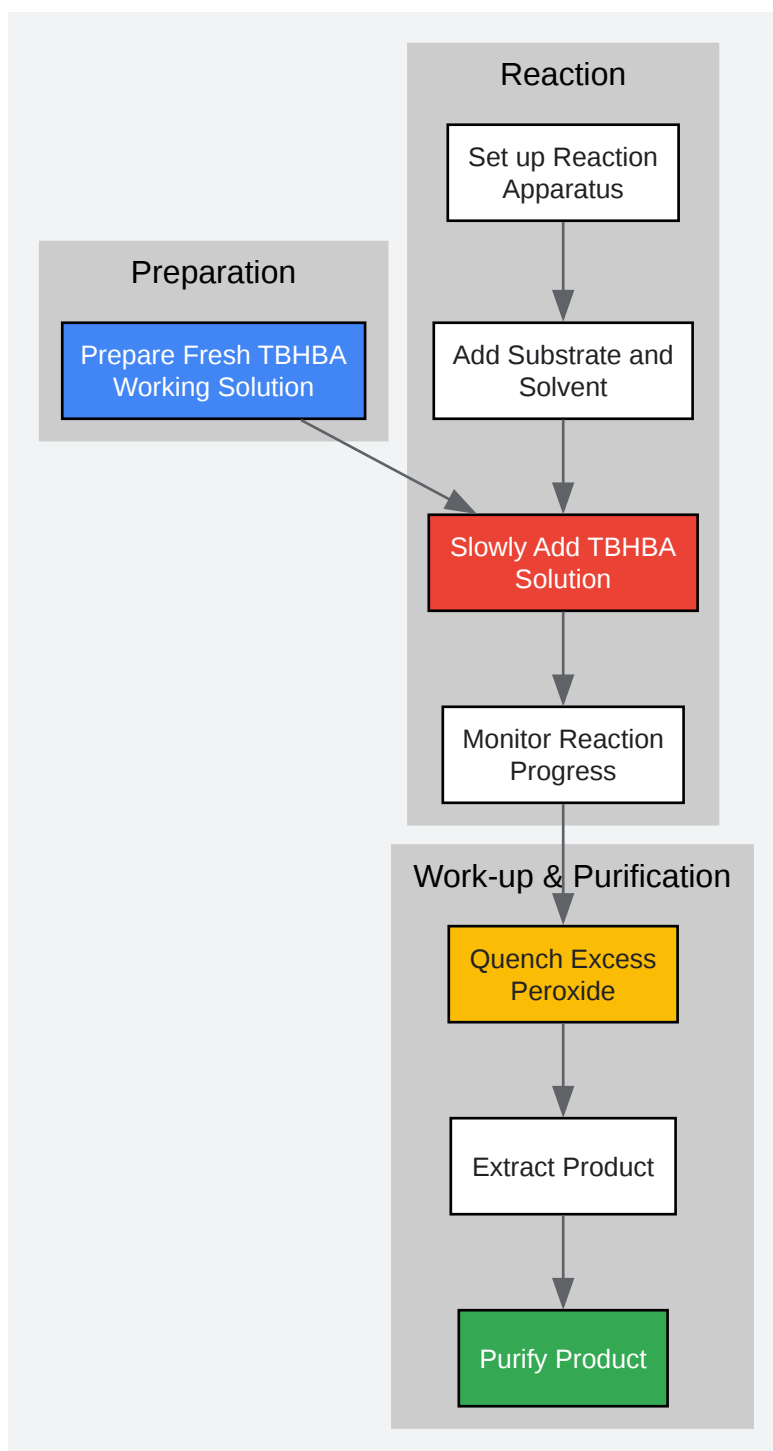 Reaction
Set up Reaction
Apparatus
Preparation
Prepare Fresh TBHBA
Working Solution
Add Substrate and
Solvent
Slowly Add TBHBA
Solution
Monitor Reaction
Progress
Work-up & Purification
Quench Excess
Peroxide
Extract Product
Purify Product